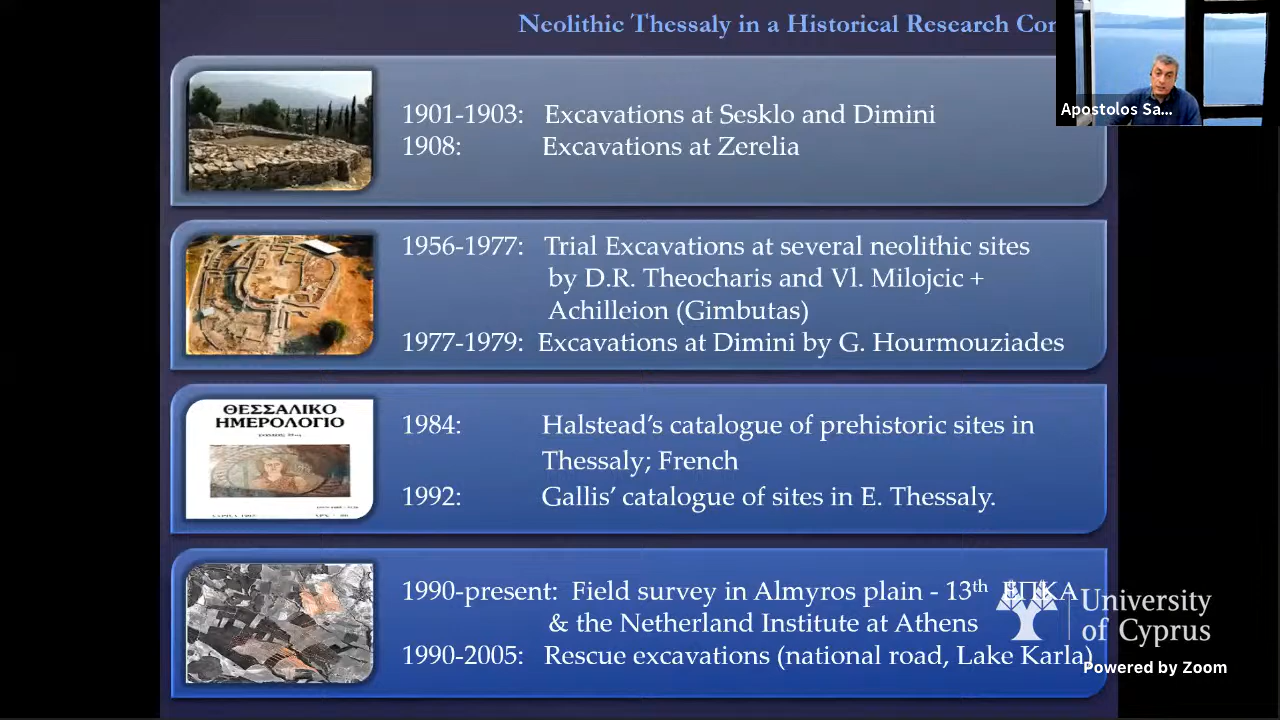 Neolithic Thessaly in a Historical Research
Apostolos Sa...
1901-1903: Excavations at Sesklo and Dimini
1908: Excavations at Zerelia
1956-1977: Trial Excavations at several neolithic sites
by D.R. Theocharis and Vl. Milojcic +
Achilleion (Gimbutas)
1977-1979: Excavations at Dimini by G. Hourmouziades
ΘΕΣΣΑΛΙΚΟ
ΗΜΕΡΟΛΟΓΙΟ
1984: Halstead's catalogue of prehistoric sites in
Thessaly; French
1992: Gallis' catalogue of sites in E. Thessaly.
1990-present: Field survey in Almyros plain - 13th ΕΠΚΑ
& the Netherland Institute at Athens
1990-2005: Rescue excavations (national road, Lake Karla)
University
of Cyprus
Powered by Zoom